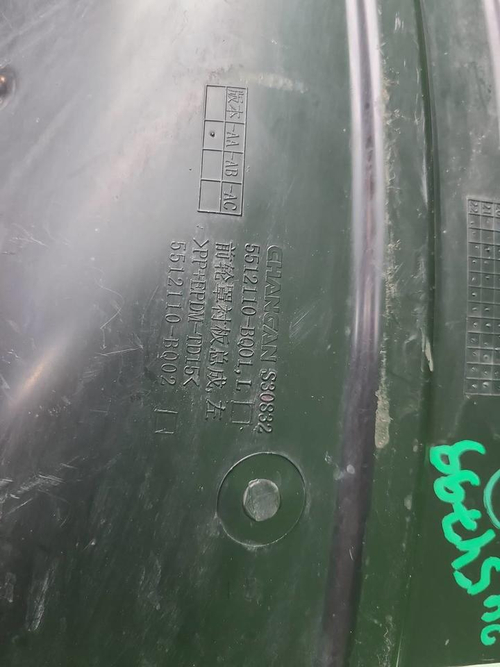 版本 -AA -AB -AC
CHANGAN S30832
5512110-BQ01,L
前轮罩衬板总成 左
>PP+EPDM-TD15<
5512110-BQ02